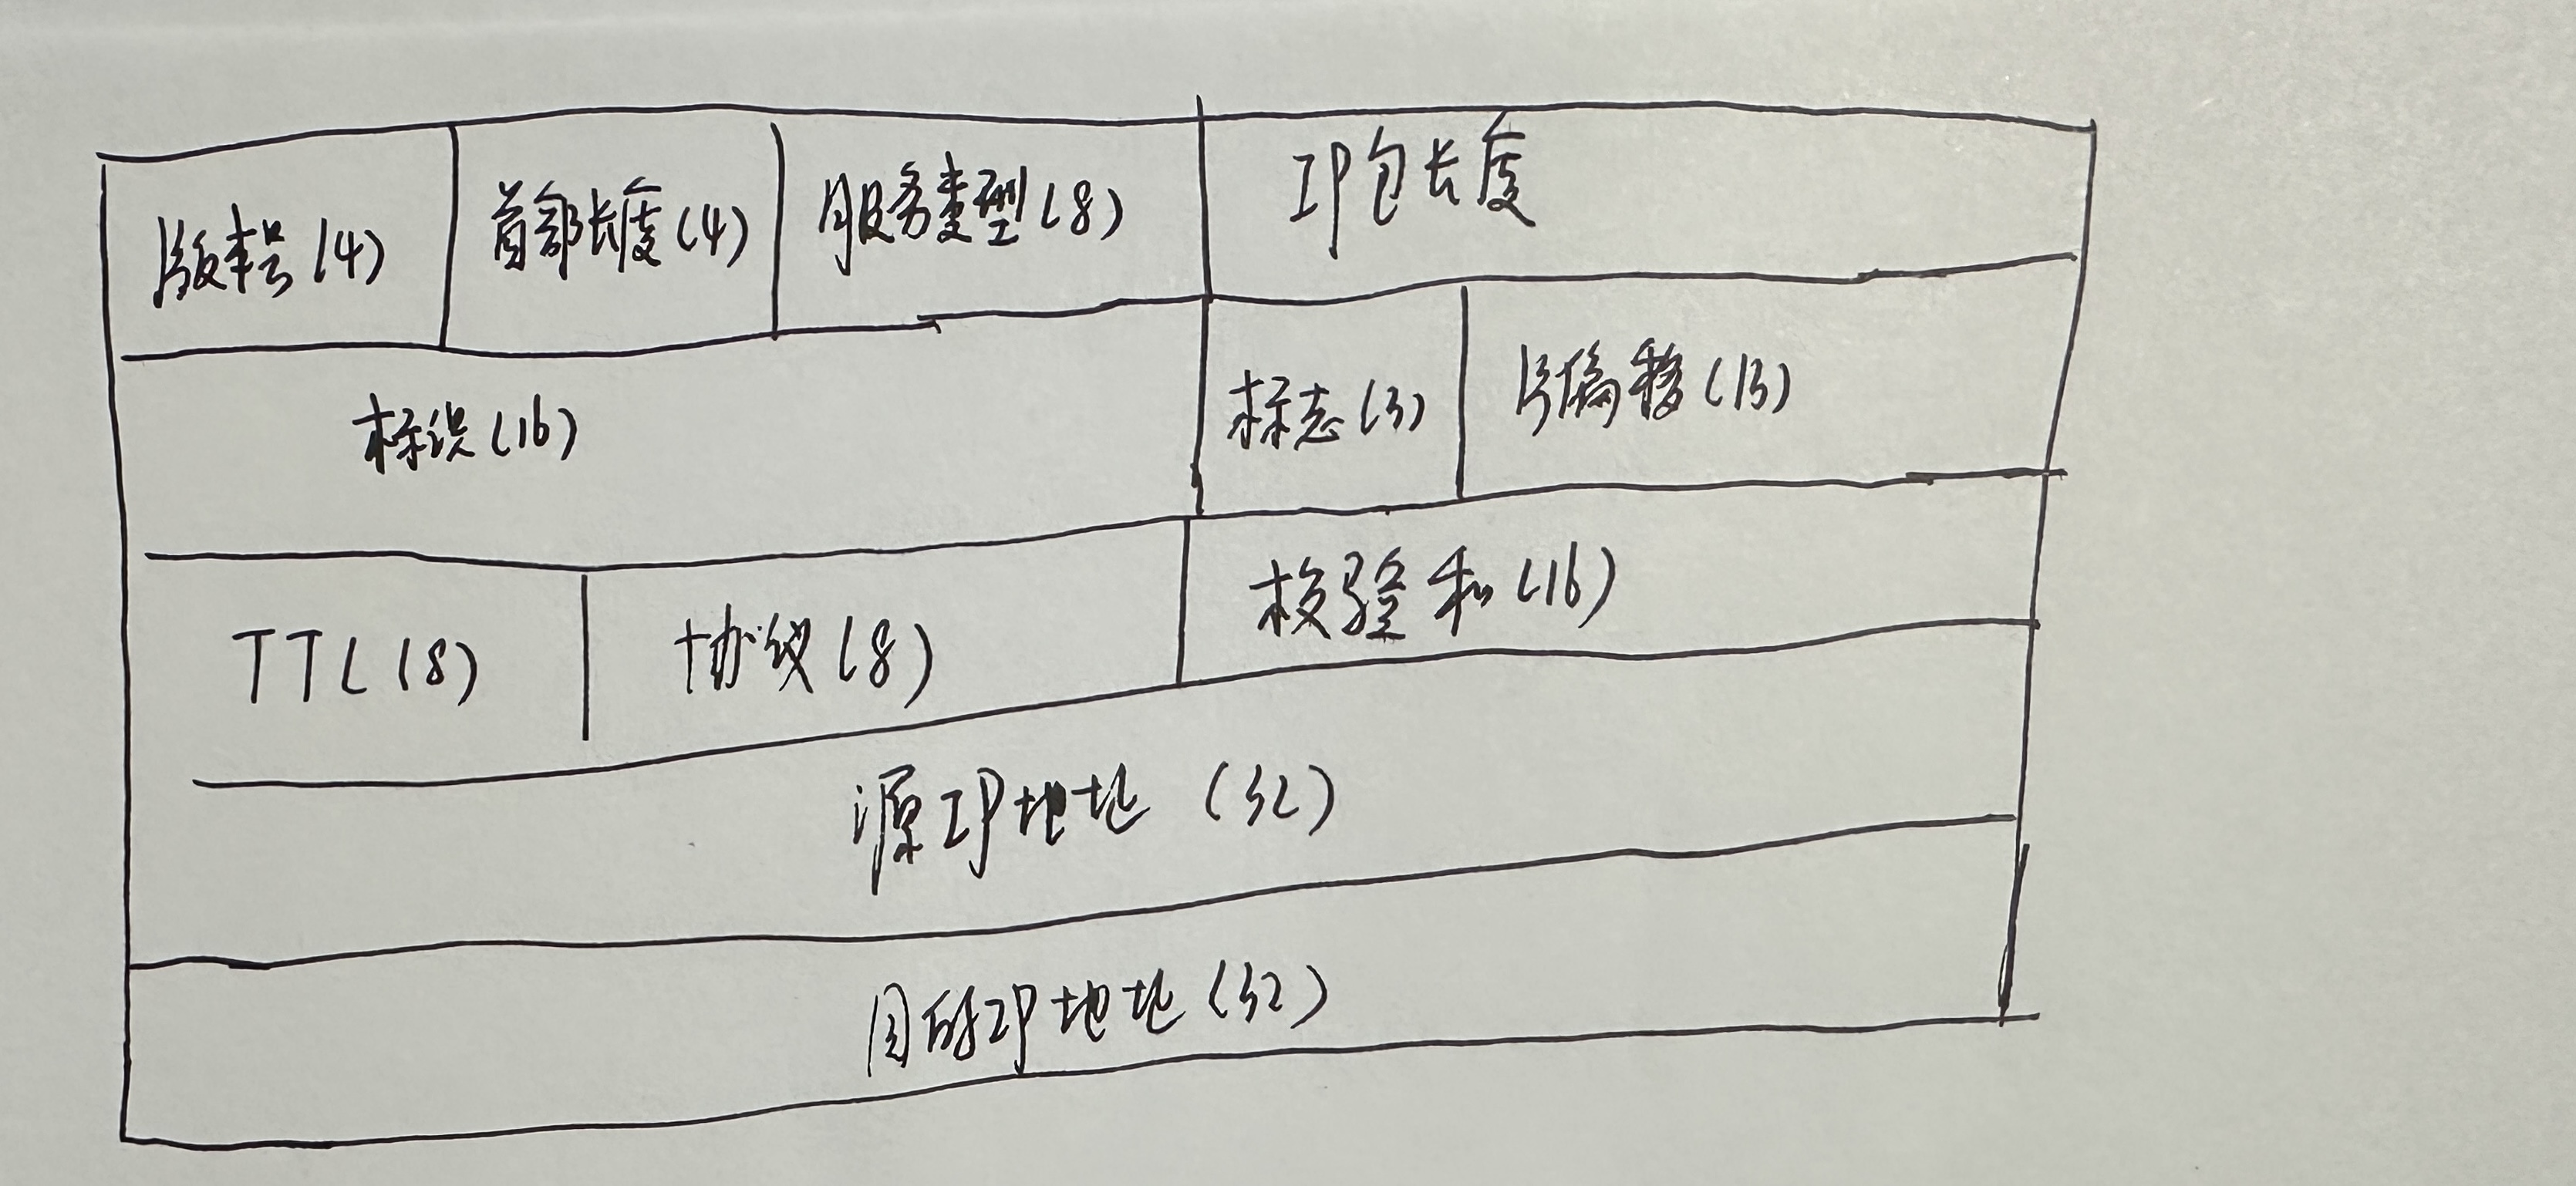 版本号(4) 首部长度(4) 服务类型(8) IP包长度
标识(16) 标志(3) 片偏移(13)
TTL(8) 协议(8) 校验和(16)
源IP地址(32)
目的IP地址(32)